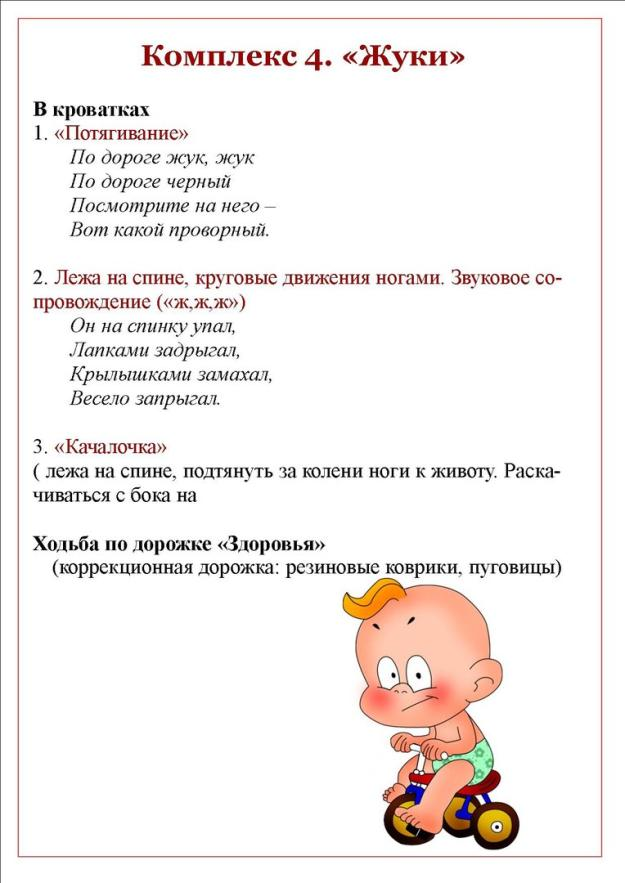 Комплекс 4. «Жуки»
В кроватках
1. «Потягивание»
По дороге жук, жук
По дороге черный
Посмотрите на него –
Вот какой проворный.
2. Лежа на спине, круговые движения ногами. Звуковое со-
провождение («ж,ж,ж»)
Он на спинку упал,
Лапками задрыгал,
Крылышками замахал,
Весело запрыгал.
3. «Качалочка»
( лежа на спине, подтянуть за колени ноги к животу. Раска-
чиваться с бока на
Ходьба по дорожке «Здоровья»
(коррекционная дорожка: резиновые коврики, пуговицы)